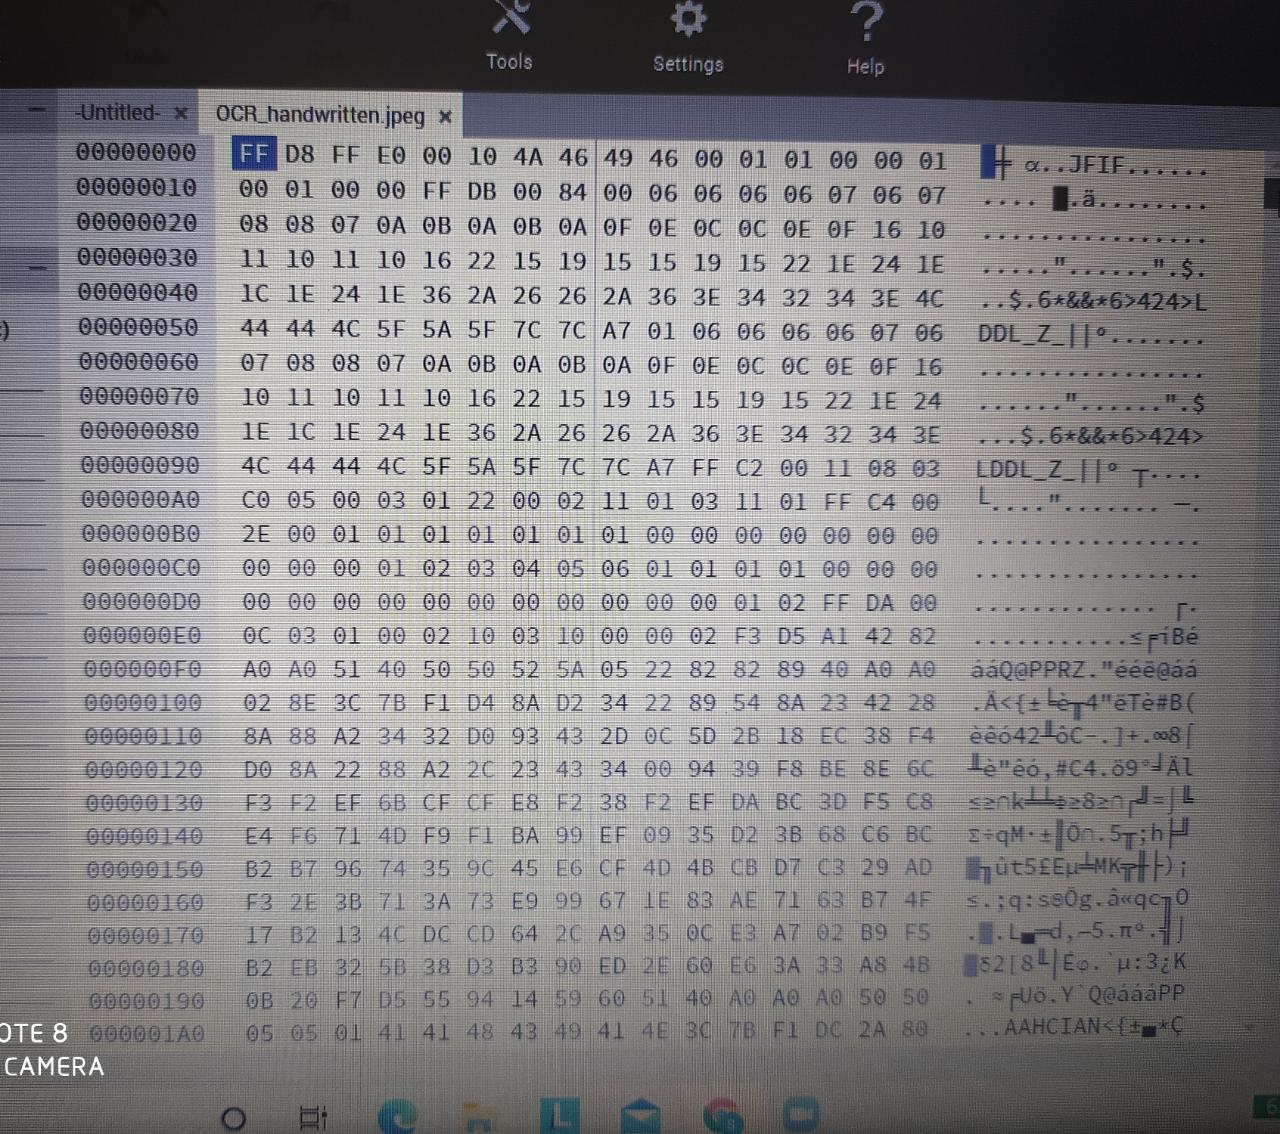 Tools Settings Help
-Untitled- × OCR_handwritten.jpeg ×
00000000 FF D8 FF E0 00 10 4A 46 49 46 00 01 01 00 00 01 █╪ α..JFIF......
00000010 00 01 00 00 FF DB 00 84 00 06 06 06 06 07 06 07 .... █.ä........
00000020 08 08 07 0A 0B 0A 0B 0A 0F 0E 0C 0C 0E 0F 16 10 ................
00000030 11 10 11 10 16 22 15 19 15 15 19 15 22 1E 24 1E ....."......".$.
00000040 1C 1E 24 1E 36 2A 26 26 2A 36 3E 34 32 34 3E 4C ..$.6*&&*6>424>L
00000050 44 44 4C 5F 5A 5F 7C 7C A7 01 06 06 06 06 07 06 DDL_Z_||º.......
00000060 07 08 08 07 0A 0B 0A 0B 0A 0F 0E 0C 0C 0E 0F 16 ................
00000070 10 11 10 11 10 16 22 15 19 15 15 19 15 22 1E 24 ......"......".$
00000080 1E 1C 1E 24 1E 36 2A 26 26 2A 36 3E 34 32 34 3E ...$.6*&&*6>424>
00000090 4C 44 44 4C 5F 5A 5F 7C 7C A7 FF C2 00 11 08 03 LDDL_Z_||º ┬....
000000A0 C0 05 00 03 01 22 00 02 11 01 03 11 01 FF C4 00 └...."....... ─.
000000B0 2E 00 01 01 01 01 01 01 01 00 00 00 00 00 00 00 ................
000000C0 00 00 00 01 02 03 04 05 06 01 01 01 01 00 00 00 ................
000000D0 00 00 00 00 00 00 00 00 00 00 00 01 02 FF DA 00 ............. ┌.
000000E0 0C 03 01 00 02 10 03 10 00 00 02 F3 D5 A1 42 82 ...........≤╒íBé
000000F0 A0 A0 51 40 50 50 52 5A 05 22 82 82 89 40 A0 A0 ááQ@PPRZ."ééë@áá
00000100 02 8E 3C 7B F1 D4 8A D2 34 22 89 54 8A 23 42 28 .Ä<{±╘è╥4"ëTè#B(
00000110 8A 88 A2 34 32 D0 93 43 2D 0C 5D 2B 18 EC 38 F4 èêó42╨ôC-.]+.∞8⌠
00000120 D0 8A 22 88 A2 2C 23 43 34 00 94 39 F8 BE 8E 6C ╨è"êó,#C4.ö9°╛Äl
00000130 F3 F2 EF 6B CF CF E8 F2 38 F2 EF DA BC 3D F5 C8 ≤≥∩k╧╧Φ≥8≥∩┌╝=⌡╚
00000140 E4 F6 71 4D F9 F1 BA 99 EF 09 35 D2 3B 68 C6 BC Σ÷qM∙±║Ö∩.5╥;h╞╝
00000150 B2 B7 96 74 35 9C 45 E6 CF 4D 4B CB D7 C3 29 AD ▓╖ût5£Eµ╧MK╦╫├)¡
00000160 F3 2E 3B 71 3A 73 E9 99 67 1E 83 AE 71 63 B7 4F ≤.;q:sΘÖg.â«qc╖O
00000170 17 B2 13 4C DC CD 64 2C A9 35 0C E3 A7 02 B9 F5 .▓.L▄═d,⌐5.πº.╣⌡
00000180 B2 EB 32 5B 38 D3 B3 90 ED 2E 60 E6 3A 33 A8 4B ▓δ2[8╙│Éφ.`µ:3¿K
00000190 0B 20 F7 D5 55 94 14 59 60 51 40 A0 A0 A0 50 50 . ≈╒Uö.Y`Q@áááPP
000001A0 05 05 01 41 41 48 43 49 41 4E 3C 7B F1 DC 2A 80 ...AAHCIAN<{±▄*Ç
OTE 8
CAMERA